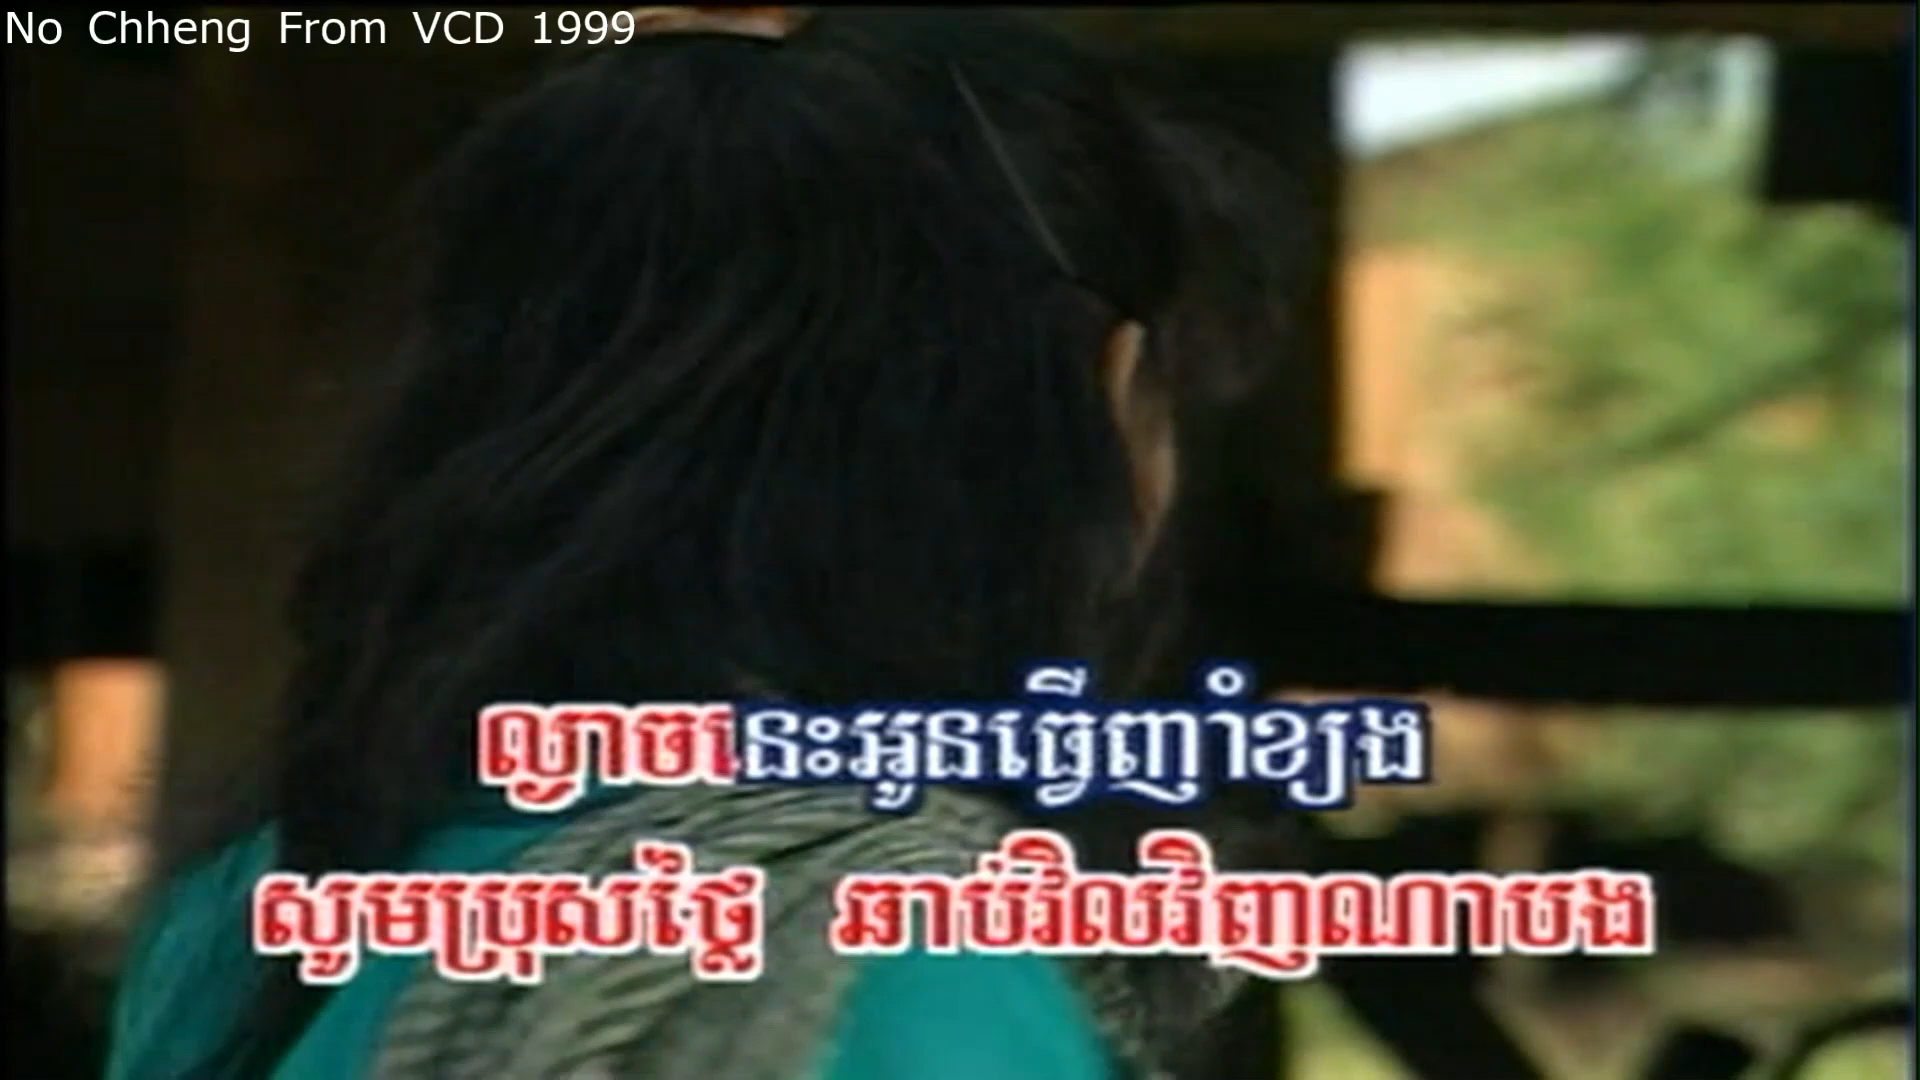 No Chheng From VCD 1999
ល្ងាចនេះអូនធ្វើញាំខ្យង
សូមប្រុសថ្លៃ ឆាប់វិលវិញណាបង